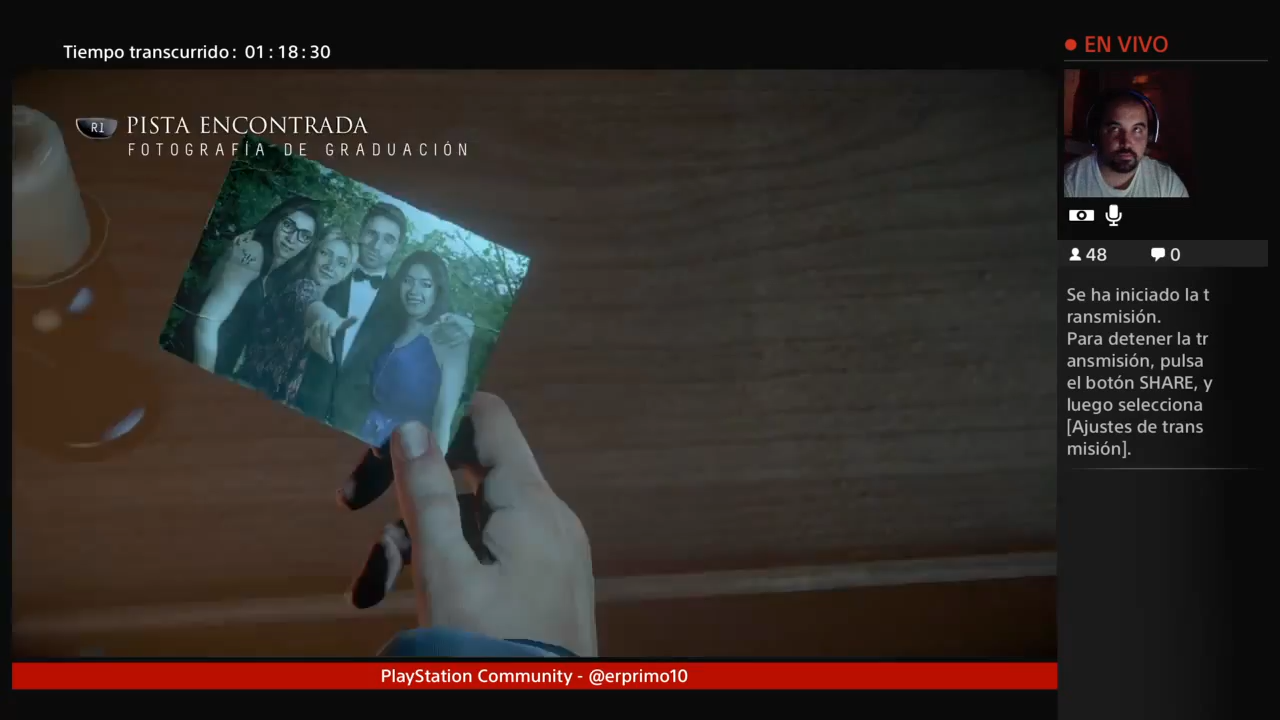 Tiempo transcurrido: 01:18:30
R1 PISTA ENCONTRADA
FOTOGRAFÍA DE GRADUACIÓN
EN VIVO
48 0
Se ha iniciado la t
ransmisión.
Para detener la tr
ansmisión, pulsa
el botón SHARE, y
luego selecciona
[Ajustes de trans
misión].
PlayStation Community - @erprimo10